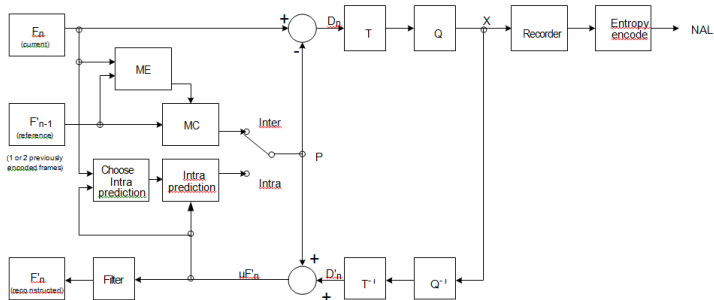 Fn
(current)
+
-
Dn
T
Q
X
Recorder
Entropy
encode
NAL
ME
F'n-1
(reference)
(1 or 2 previously
encoded frames)
MC
Inter
P
Choose
Intra
prediction
Intra
prediction
Intra
F'n
(reconstructed)
Filter
uF'n
+
+
D'n
T-1
Q-1